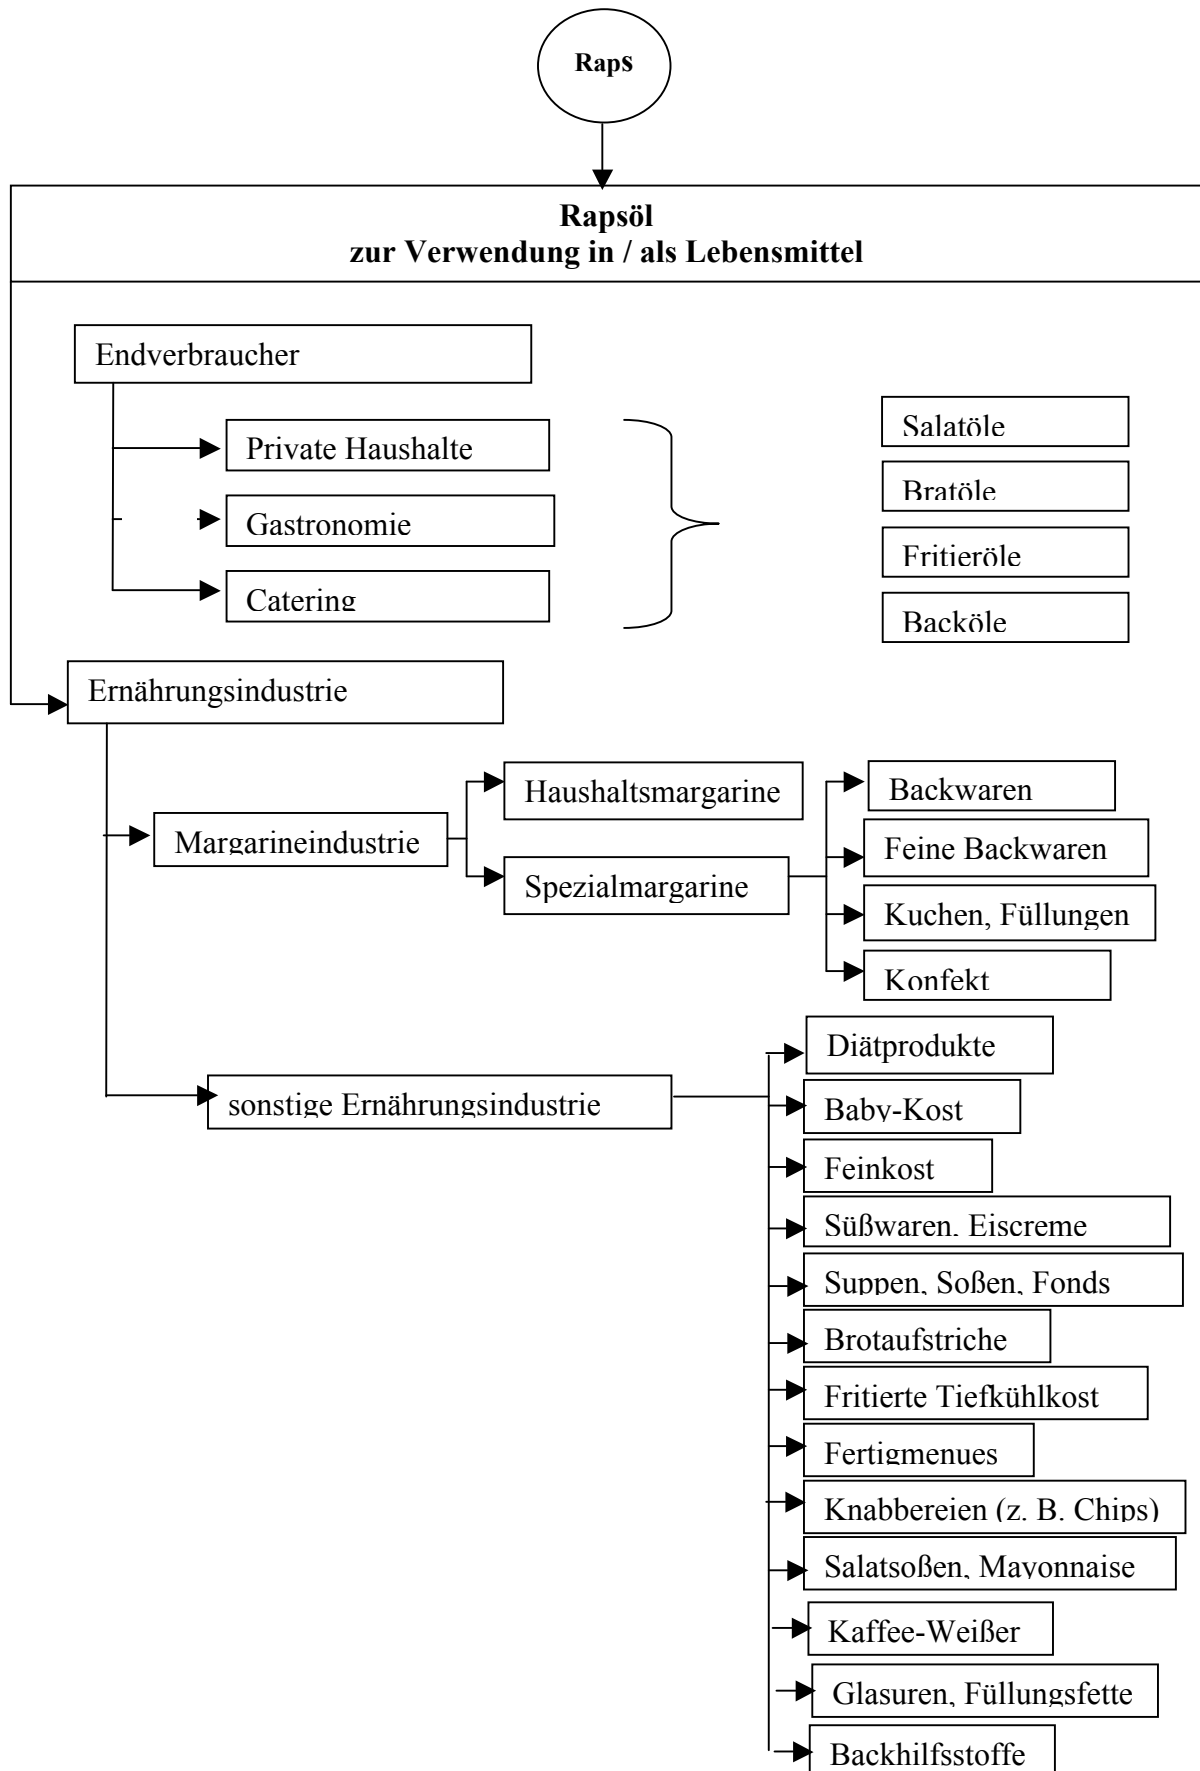 Raps
Rapsöl
zur Verwendung in / als Lebensmittel
Endverbraucher
Private Haushalte
Gastronomie
Catering
Salatöle
Bratöle
Fritieröle
Backöle
Ernährungsindustrie
Margarineindustrie
Haushaltsmargarine
Spezialmargarine
Backwaren
Feine Backwaren
Kuchen, Füllungen
Konfekt
sonstige Ernährungsindustrie
Diätprodukte
Baby-Kost
Feinkost
Süßwaren, Eiscreme
Suppen, Soßen, Fonds
Brotaufstriche
Fritierte Tiefkühlkost
Fertigmenues
Knabbereien (z. B. Chips)
Salatsoßen, Mayonnaise
Kaffee-Weißer
Glasuren, Füllungsfette
Backhilfsstoffe